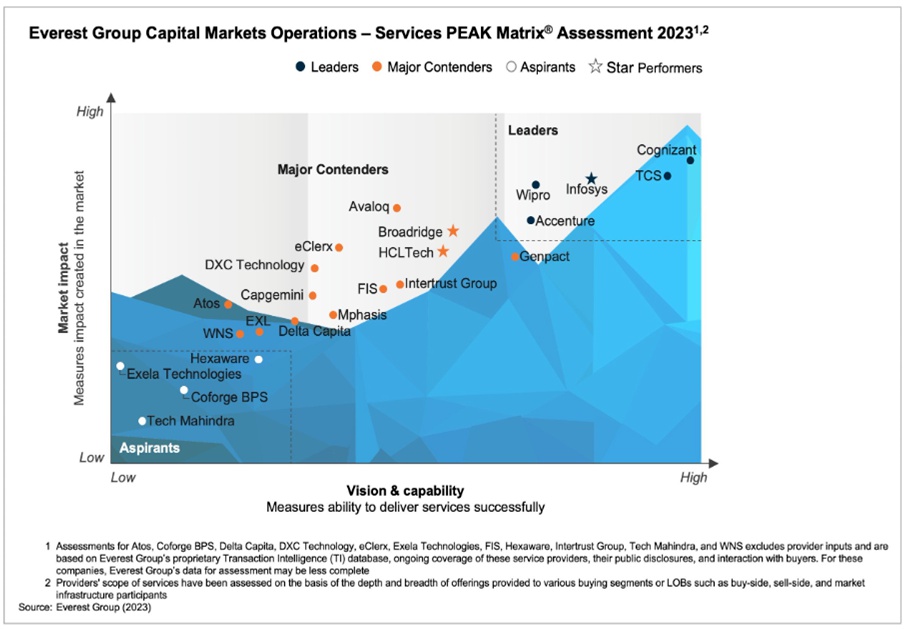 Everest Group Capital Markets Operations – Services PEAK Matrix® Assessment 2023¹,²
Leaders
Major Contenders
Aspirants
Star Performers
High
Leaders
Cognizant
Major Contenders
TCS
Infosys
Wipro
Avaloq
Accenture
Broadridge
eClerx
HCLTech
Genpact
DXC Technology
Intertrust Group
FIS
Capgemini
Atos
Mphasis
EXL
Delta Capita
WNS
Hexaware
Exela Technologies
Coforge BPS
Tech Mahindra
Aspirants
Market impact
Measures impact created in the market
Low
Low
High
Vision & capability
Measures ability to deliver services successfully
1 Assessments for Atos, Coforge BPS, Delta Capita, DXC Technology, eClerx, Exela Technologies, FIS, Hexaware, Intertrust Group, Tech Mahindra, and WNS excludes provider inputs and are
based on Everest Group's proprietary Transaction Intelligence (TI) database, ongoing coverage of these service providers, their public disclosures, and interaction with buyers. For these
companies, Everest Group's data for assessment may be less complete
2 Providers' scope of services have been assessed on the basis of the depth and breadth of offerings provided to various buying segments or LOBs such as buy-side, sell-side, and market
infrastructure participants
Source: Everest Group (2023)